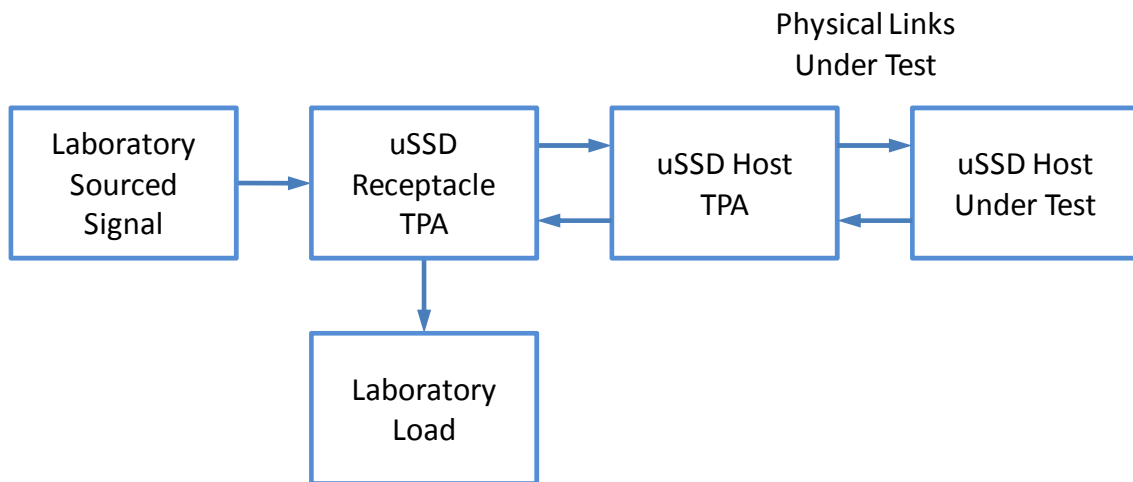 Physical Links
Under Test
Laboratory
Sourced
Signal
uSSD
Receptacle
TPA
uSSD Host
TPA
uSSD Host
Under Test
Laboratory
Load